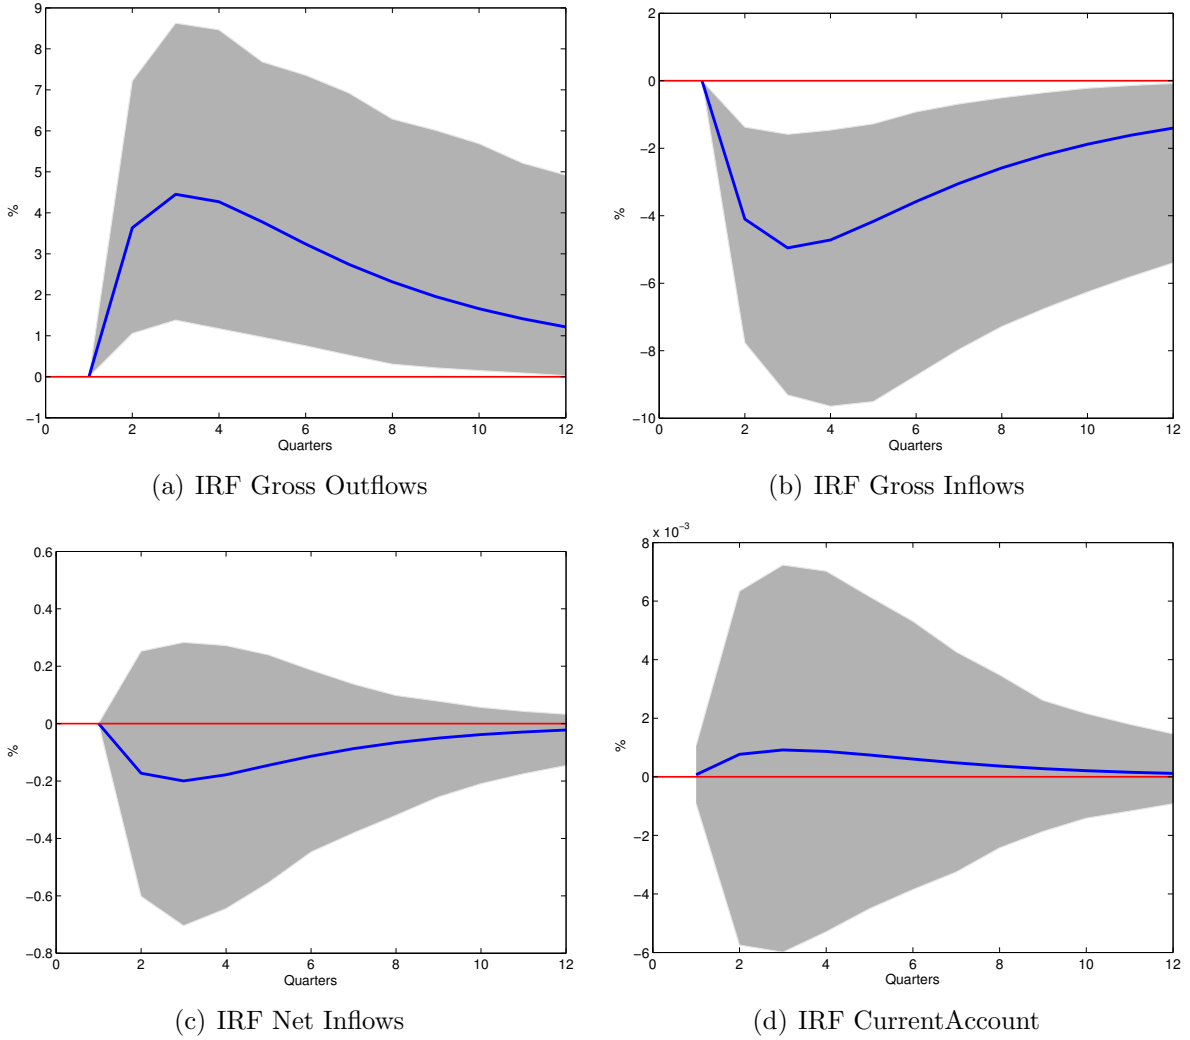 9
8
7
6
5
4
3
2
1
0
−1
%
0 2 4 6 8 10 12
Quarters
(a) IRF Gross Outflows
2
0
−2
−4
−6
−8
−10
%
0 2 4 6 8 10 12
Quarters
(b) IRF Gross Inflows
0.6
0.4
0.2
0
−0.2
−0.4
−0.6
−0.8
%
0 2 4 6 8 10 12
Quarters
(c) IRF Net Inflows
x 10⁻³
8
6
4
2
0
−2
−4
−6
%
0 2 4 6 8 10 12
Quarters
(d) IRF CurrentAccount